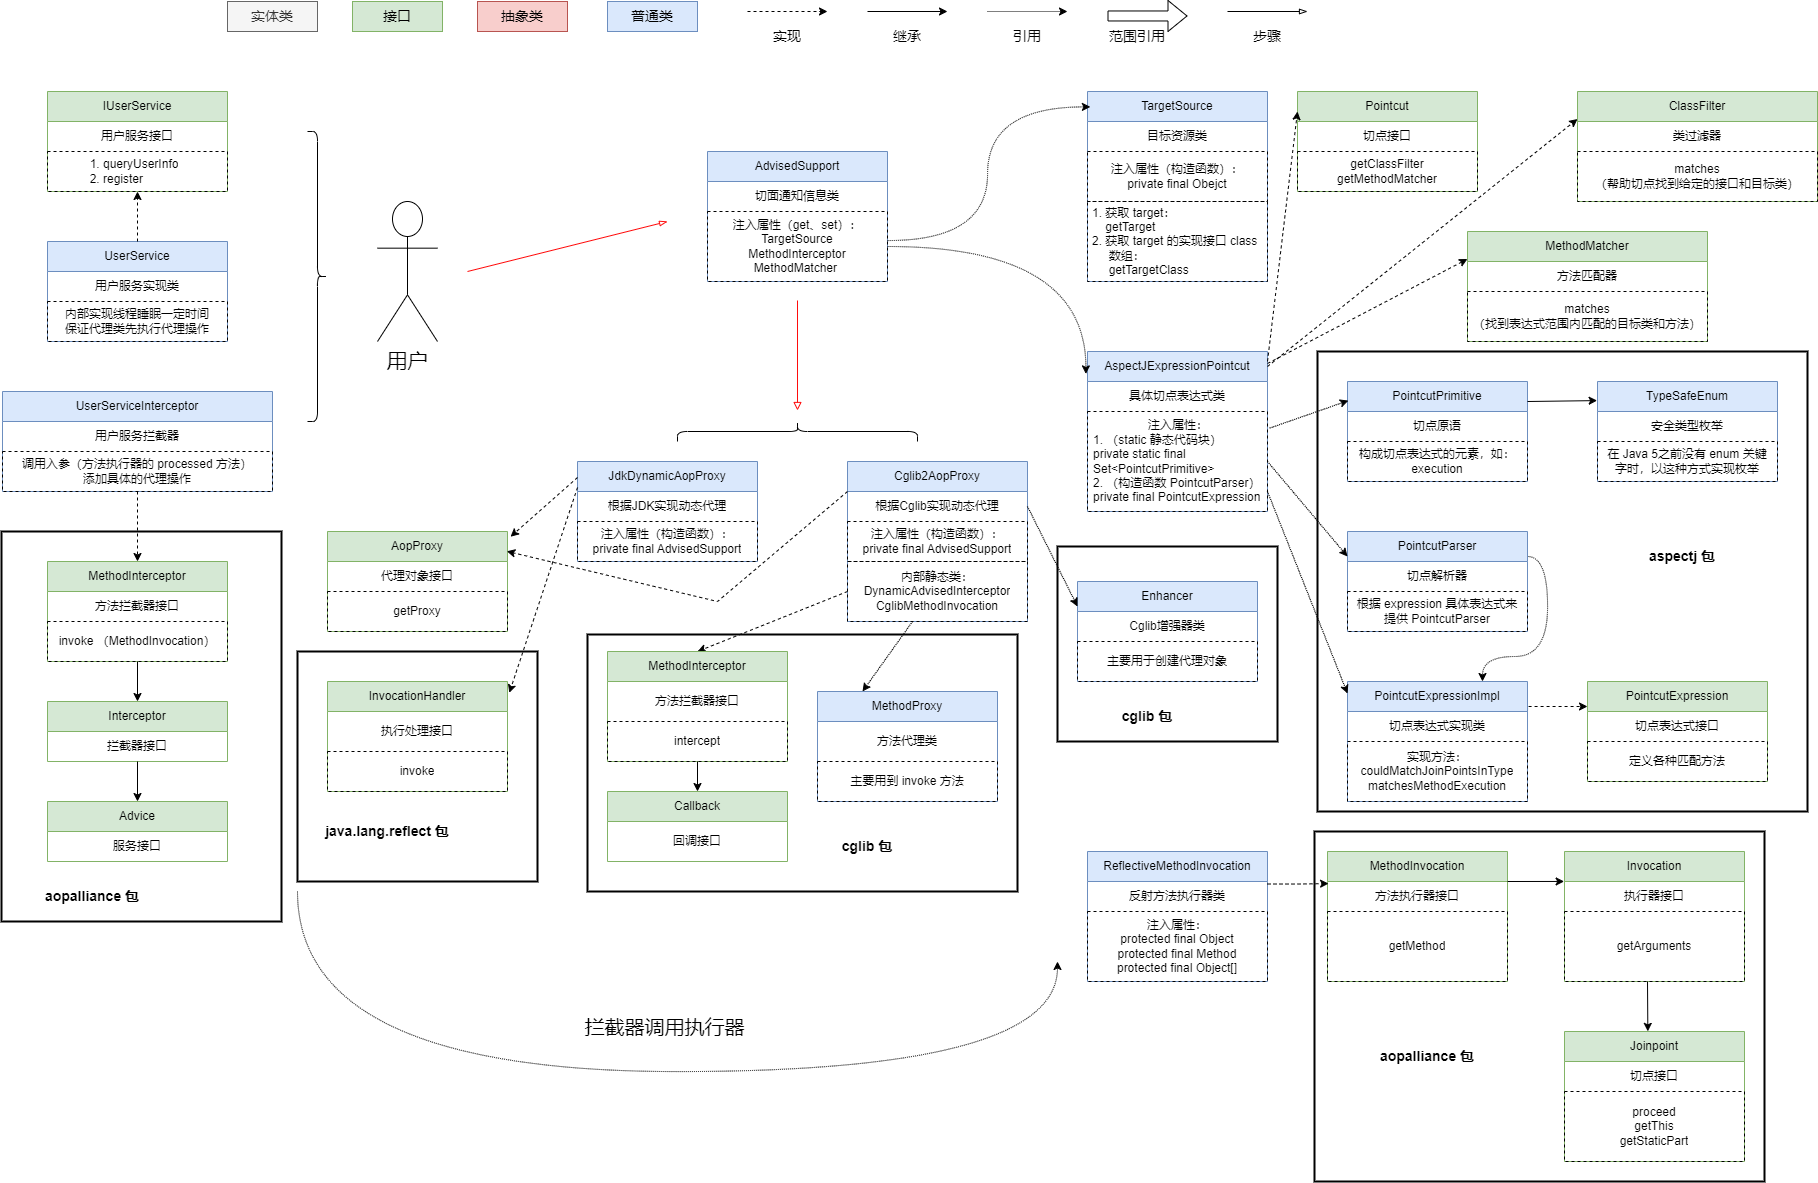 实体类
接口
抽象类
普通类
实现
继承
引用
范围引用
步骤
IUserService
用户服务接口
1. queryUserInfo
2. register
UserService
用户服务实现类
内部实现线程睡眠一定时间
保证代理类先执行代理操作
UserServiceInterceptor
用户服务拦截器
调用入参（方法执行器的 processed 方法）
添加具体的代理操作
MethodInterceptor
方法拦截器接口
invoke （MethodInvocation）
Interceptor
拦截器接口
Advice
服务接口
aopalliance 包
用户
AdvisedSupport
切面通知信息类
注入属性（get、set）：
TargetSource
MethodInterceptor
MethodMatcher
TargetSource
目标资源类
注入属性（构造函数）：
private final Obejct
1. 获取 target：
getTarget
2. 获取 target 的实现接口 class
数组：
getTargetClass
Pointcut
切点接口
getClassFilter
getMethodMatcher
ClassFilter
类过滤器
matches
（帮助切点找到给定的接口和目标类）
MethodMatcher
方法匹配器
matches
（找到表达式范围内匹配的目标类和方法）
AspectJExpressionPointcut
具体切点表达式类
注入属性：
1. （static 静态代码块）
private static final
Set<PointcutPrimitive>
2. （构造函数 PointcutParser）
private final PointcutExpression
PointcutPrimitive
切点原语
构成切点表达式的元素，如：
execution
TypeSafeEnum
安全类型枚举
在 Java 5之前没有 enum 关键
字时，以这种方式实现枚举
PointcutParser
切点解析器
根据 expression 具体表达式来
提供 PointcutParser
aspectj 包
PointcutExpressionImpl
切点表达式实现类
实现方法：
couldMatchJoinPointsInType
matchesMethodExecution
PointcutExpression
切点表达式接口
定义各种匹配方法
JdkDynamicAopProxy
根据JDK实现动态代理
注入属性（构造函数）：
private final AdvisedSupport
Cglib2AopProxy
根据Cglib实现动态代理
注入属性（构造函数）：
private final AdvisedSupport
内部静态类：
DynamicAdvisedInterceptor
CglibMethodInvocation
AopProxy
代理对象接口
getProxy
InvocationHandler
执行处理接口
invoke
java.lang.reflect 包
MethodInterceptor
方法拦截器接口
intercept
Callback
回调接口
MethodProxy
方法代理类
主要用到 invoke 方法
cglib 包
Enhancer
Cglib增强器类
主要用于创建代理对象
cglib 包
ReflectiveMethodInvocation
反射方法执行器类
注入属性：
protected final Object
protected final Method
protected final Object[]
MethodInvocation
方法执行器接口
getMethod
Invocation
执行器接口
getArguments
Joinpoint
切点接口
proceed
getThis
getStaticPart
aopalliance 包
拦截器调用执行器